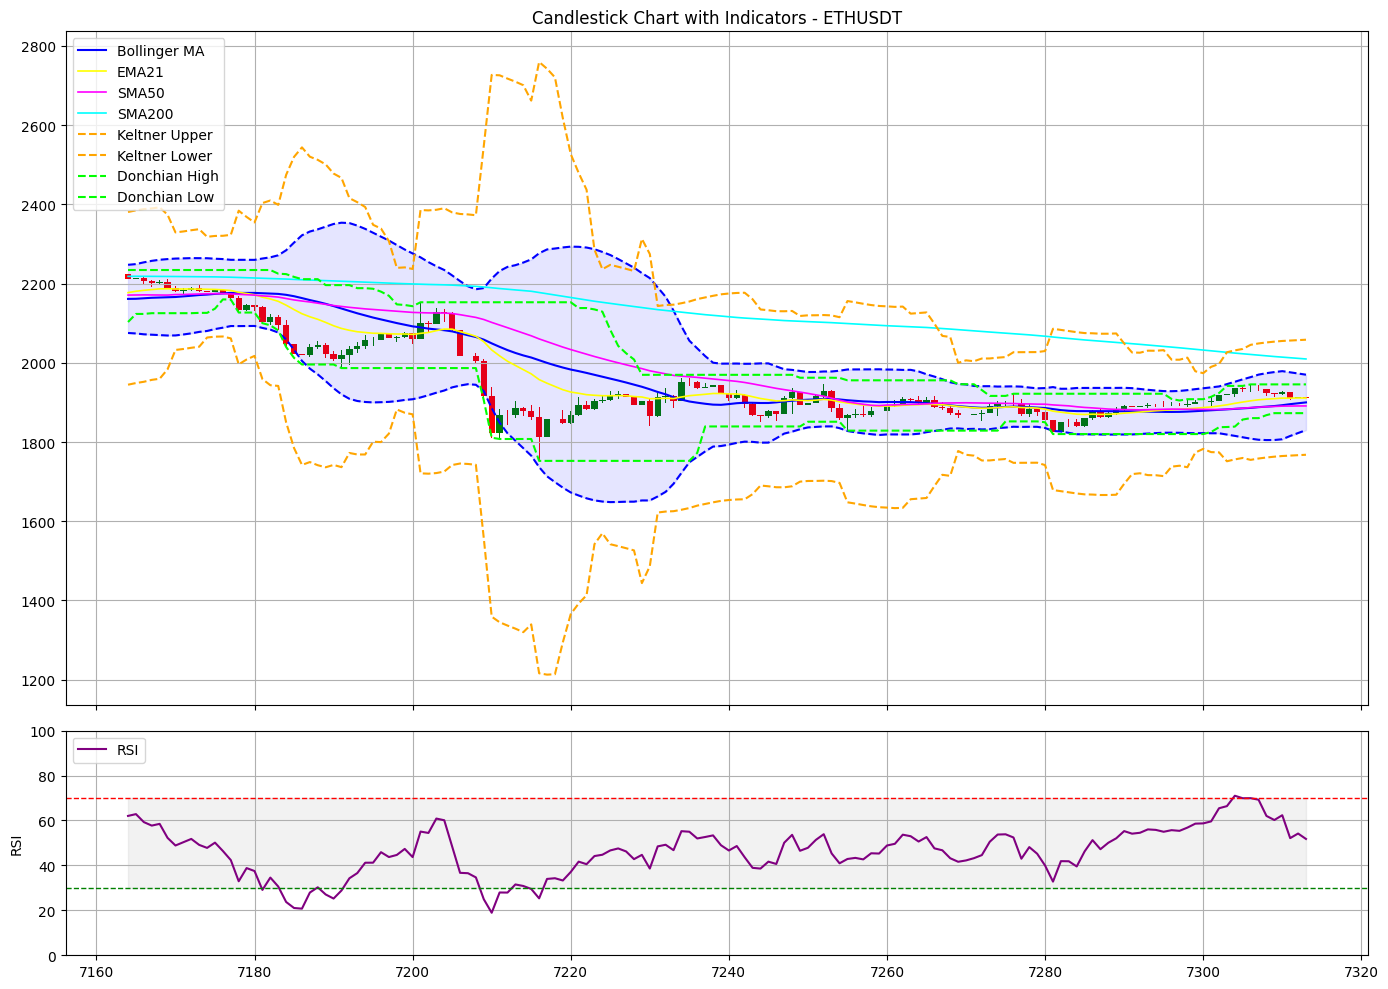 Candlestick Chart with Indicators - ETHUSDT
2800
2600
2400
2200
2000
1800
1600
1400
1200
Bollinger MA
EMA21
SMA50
SMA200
Keltner Upper
Keltner Lower
Donchian High
Donchian Low
100
80
60
40
20
0
RSI
RSI
7160 7180 7200 7220 7240 7260 7280 7300 7320